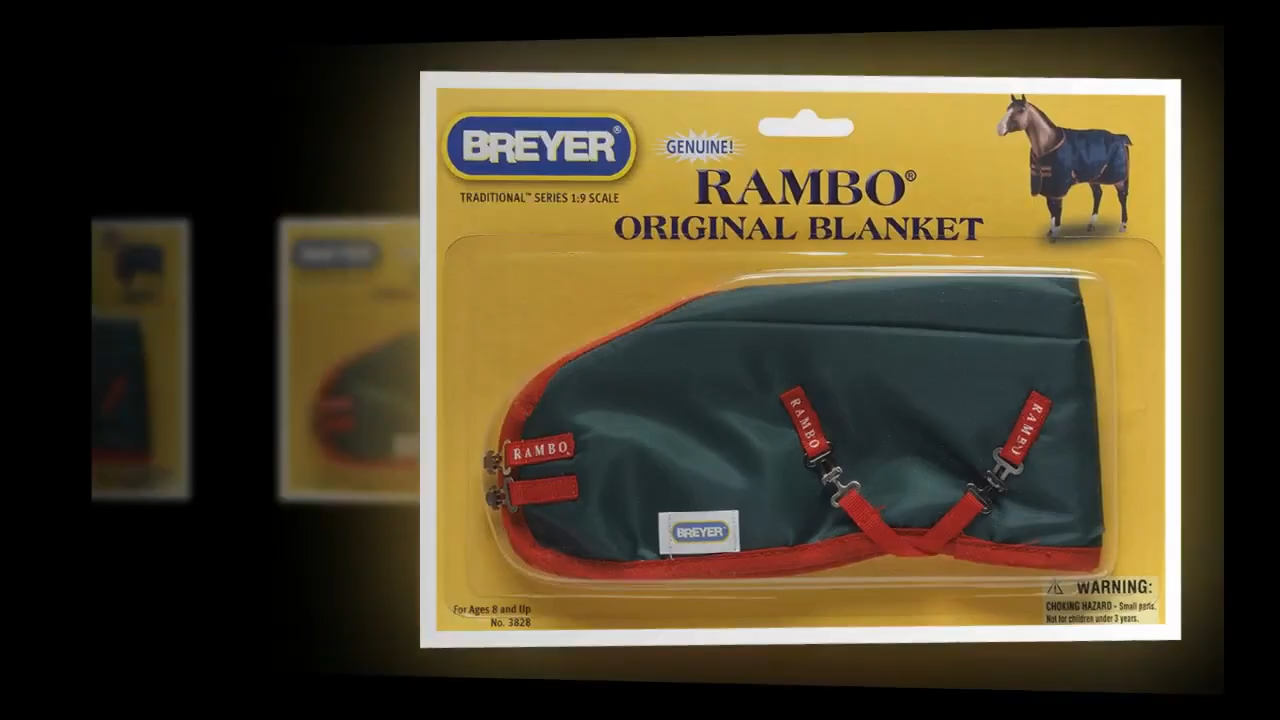 BREYER®
GENUINE!
TRADITIONAL™ SERIES 1:9 SCALE
RAMBO®
ORIGINAL BLANKET
RAMBO
RAMBO
RAMBO
BREYER
For Ages 8 and Up
No. 3828
⚠ WARNING:
CHOKING HAZARD - Small parts.
Not for children under 3 years.